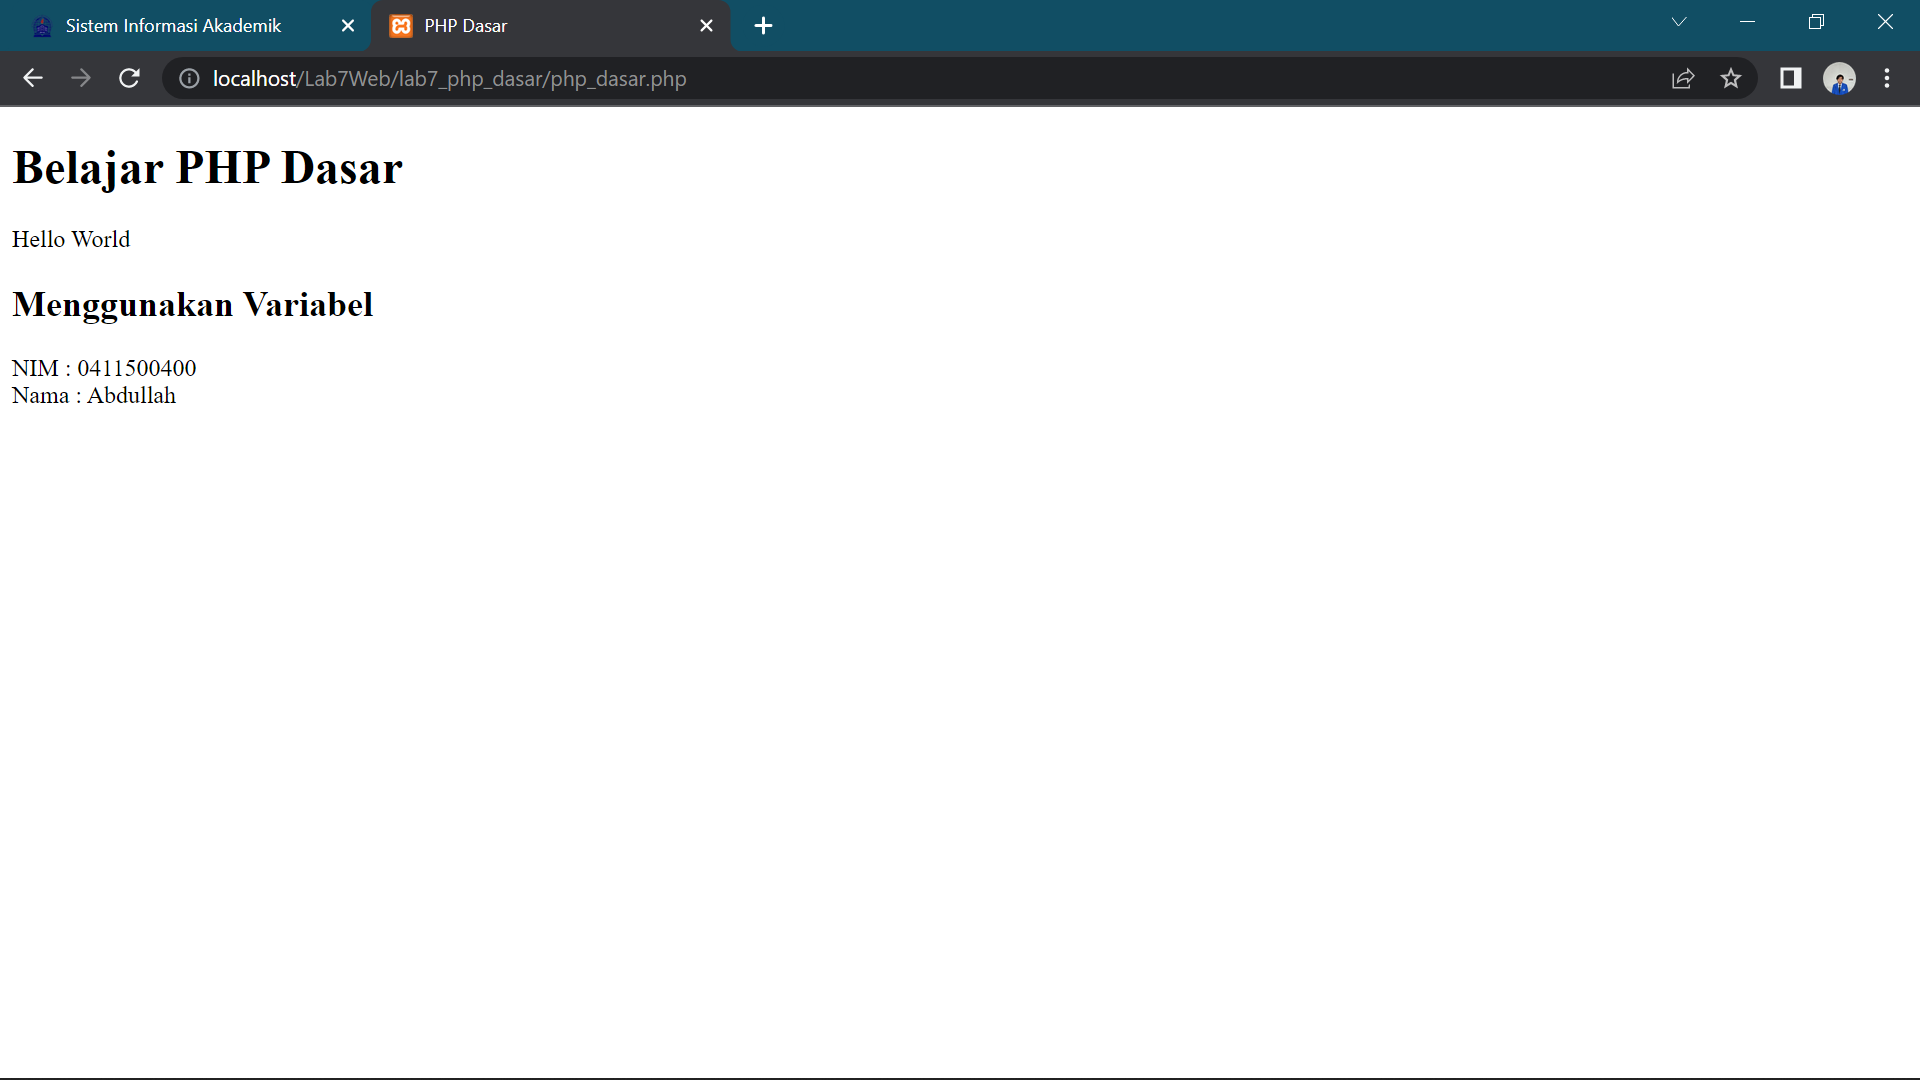 Sistem Informasi Akademik
PHP Dasar
localhost/Lab7Web/lab7_php_dasar/php_dasar.php
Belajar PHP Dasar
Hello World
Menggunakan Variabel
NIM : 0411500400
Nama : Abdullah